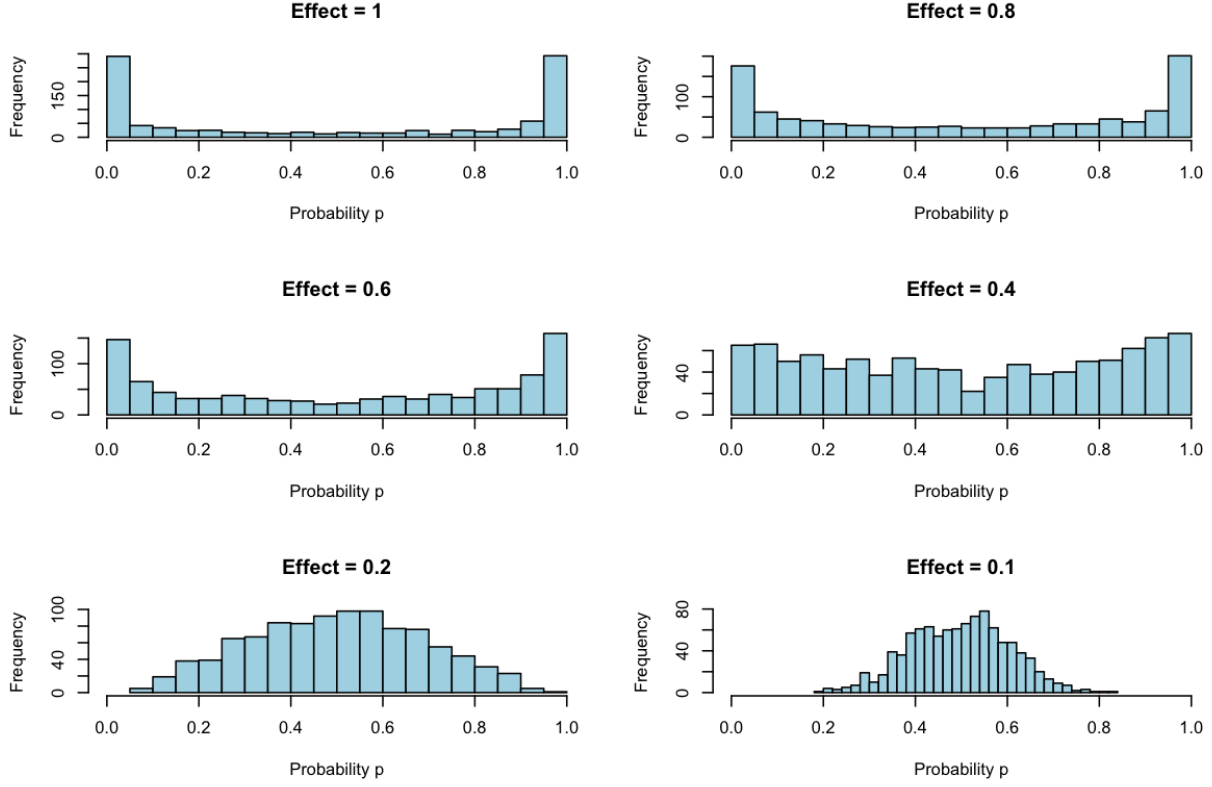 Effect = 1
Frequency
150
0
0.0 0.2 0.4 0.6 0.8 1.0
Probability p
Effect = 0.8
Frequency
100
0
0.0 0.2 0.4 0.6 0.8 1.0
Probability p
Effect = 0.6
Frequency
100
0
0.0 0.2 0.4 0.6 0.8 1.0
Probability p
Effect = 0.4
Frequency
40
0
0.0 0.2 0.4 0.6 0.8 1.0
Probability p
Effect = 0.2
Frequency
100
40
0
0.0 0.2 0.4 0.6 0.8 1.0
Probability p
Effect = 0.1
Frequency
80
40
0
0.0 0.2 0.4 0.6 0.8 1.0
Probability p